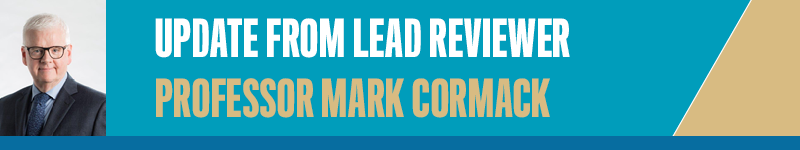 UPDATE FROM LEAD REVIEWER
PROFESSOR MARK CORMACK